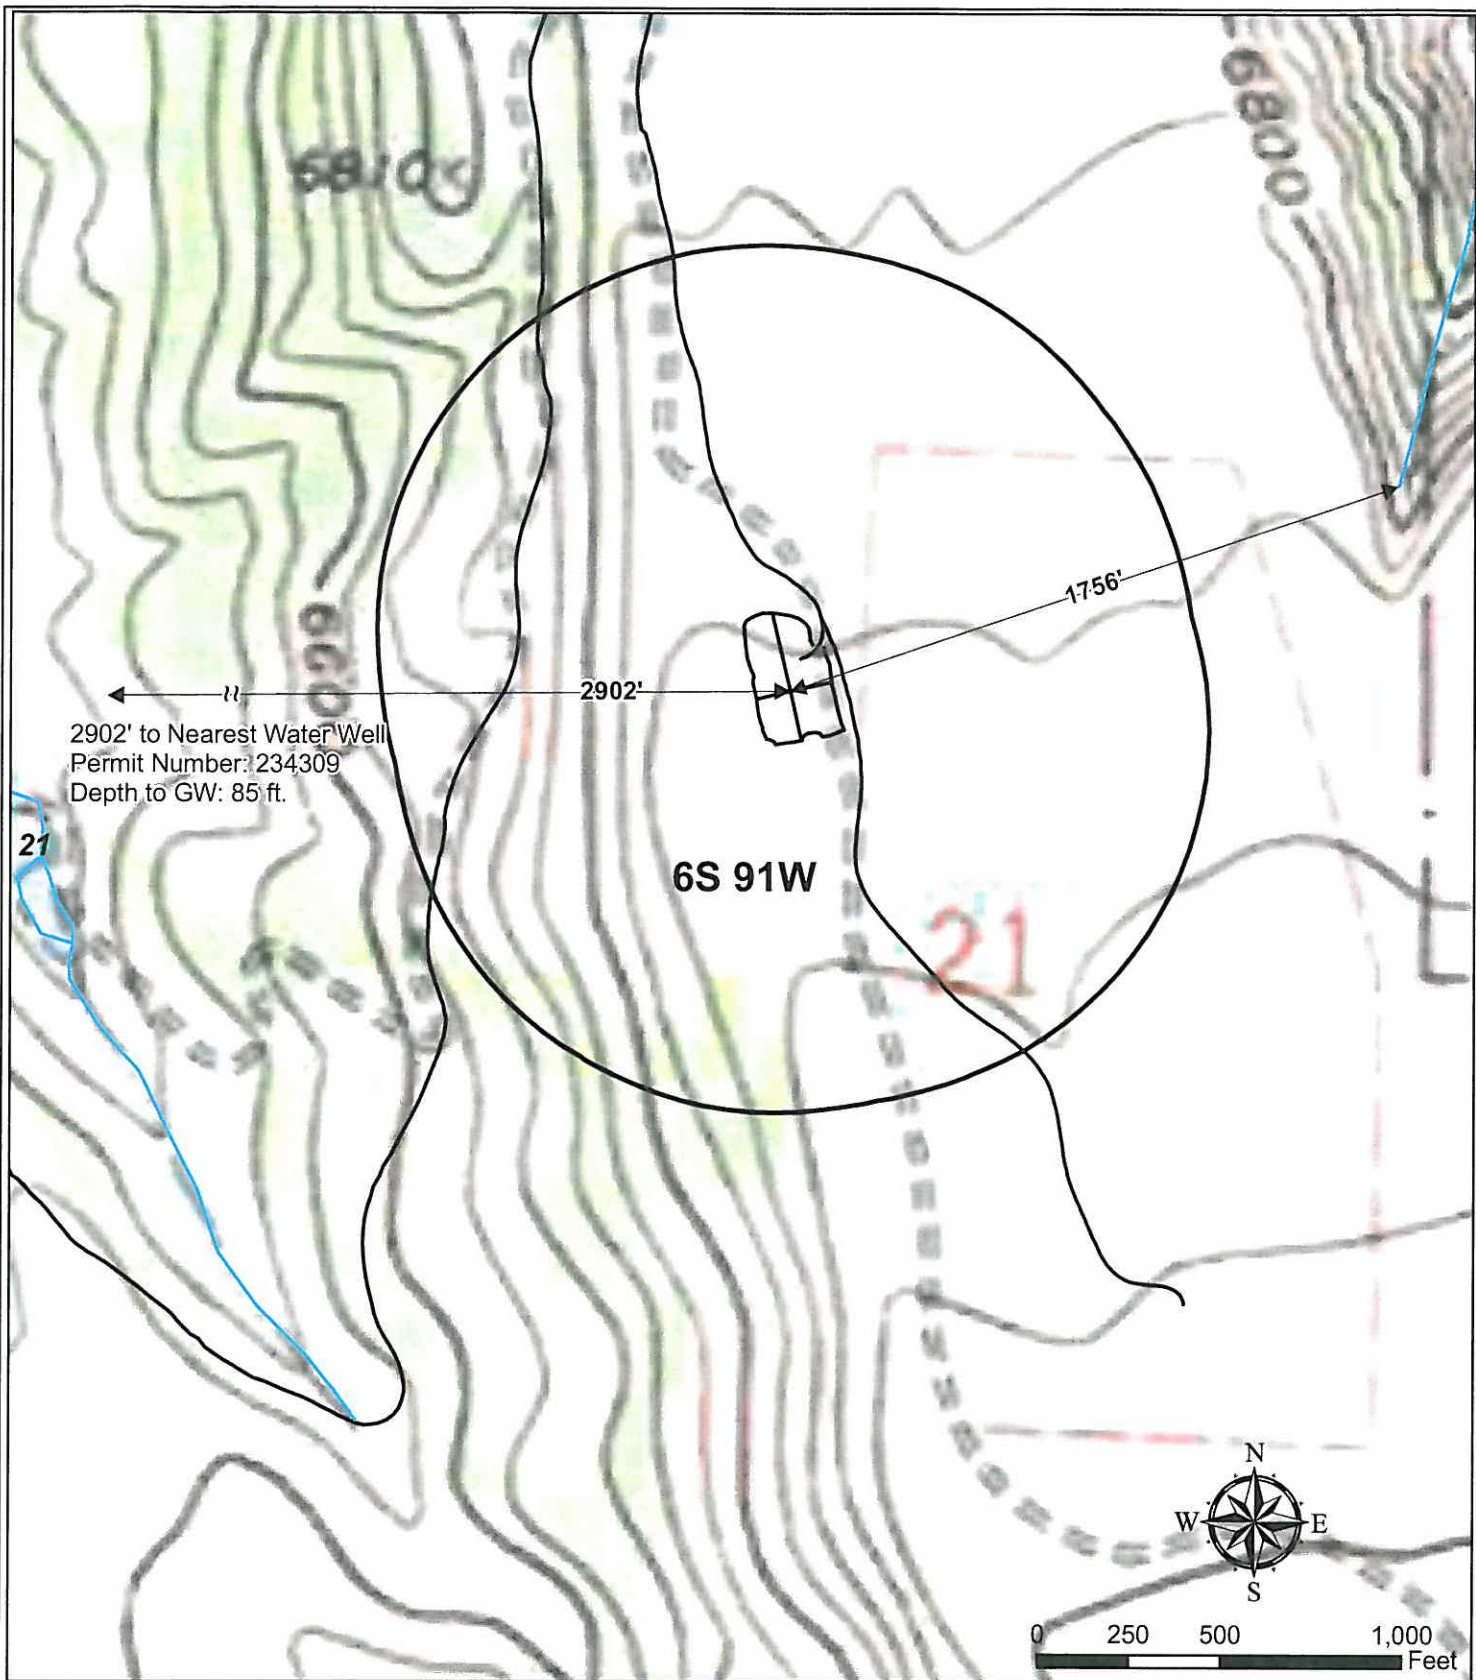 6800
6810
1756'
2902'
2902' to Nearest Water Well
Permit Number: 234309
Depth to GW: 85 ft.
21
6S 91W
21
N
W E
S
0 250 500 1,000
Feet